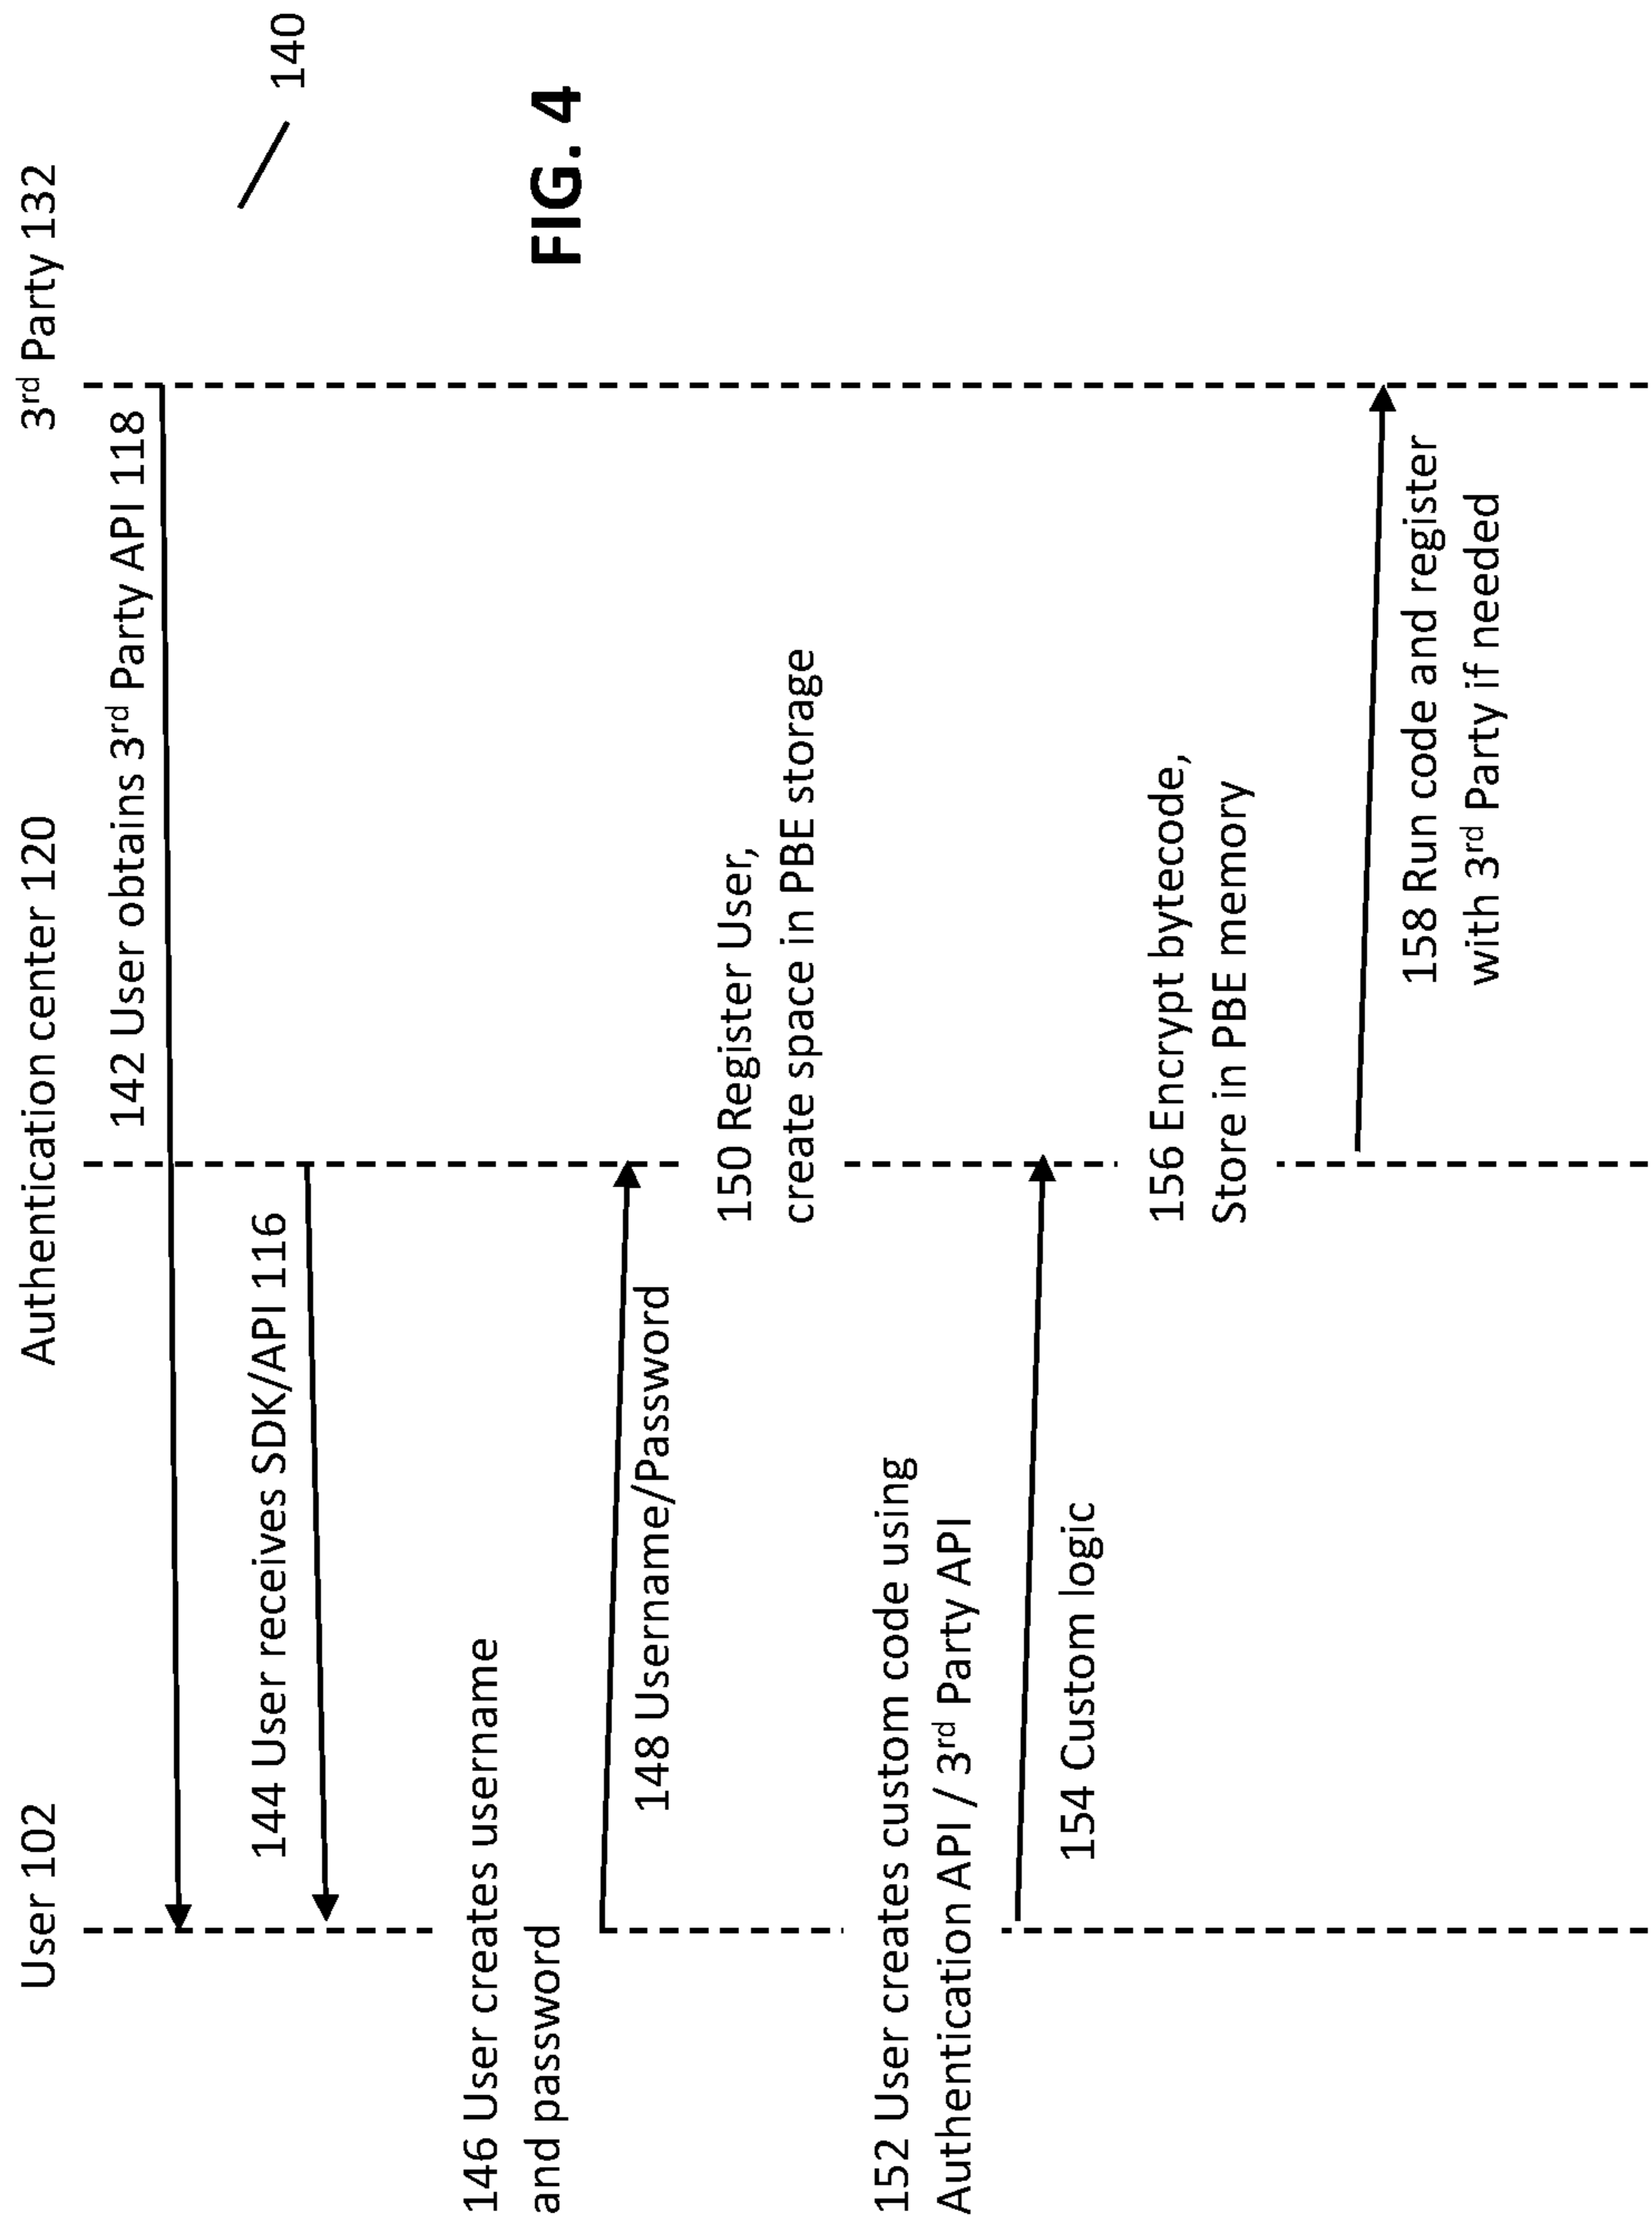 User 102
Authentication center 120
3rd Party 132
142 User obtains 3rd Party API 118
140
144 User receives SDK/API 116
146 User creates username
and password
FIG. 4
148 Username/Password
150 Register User,
create space in PBE storage
152 User creates custom code using
Authentication API / 3rd Party API
154 Custom logic
156 Encrypt bytecode,
Store in PBE memory
158 Run code and register
with 3rd Party if needed